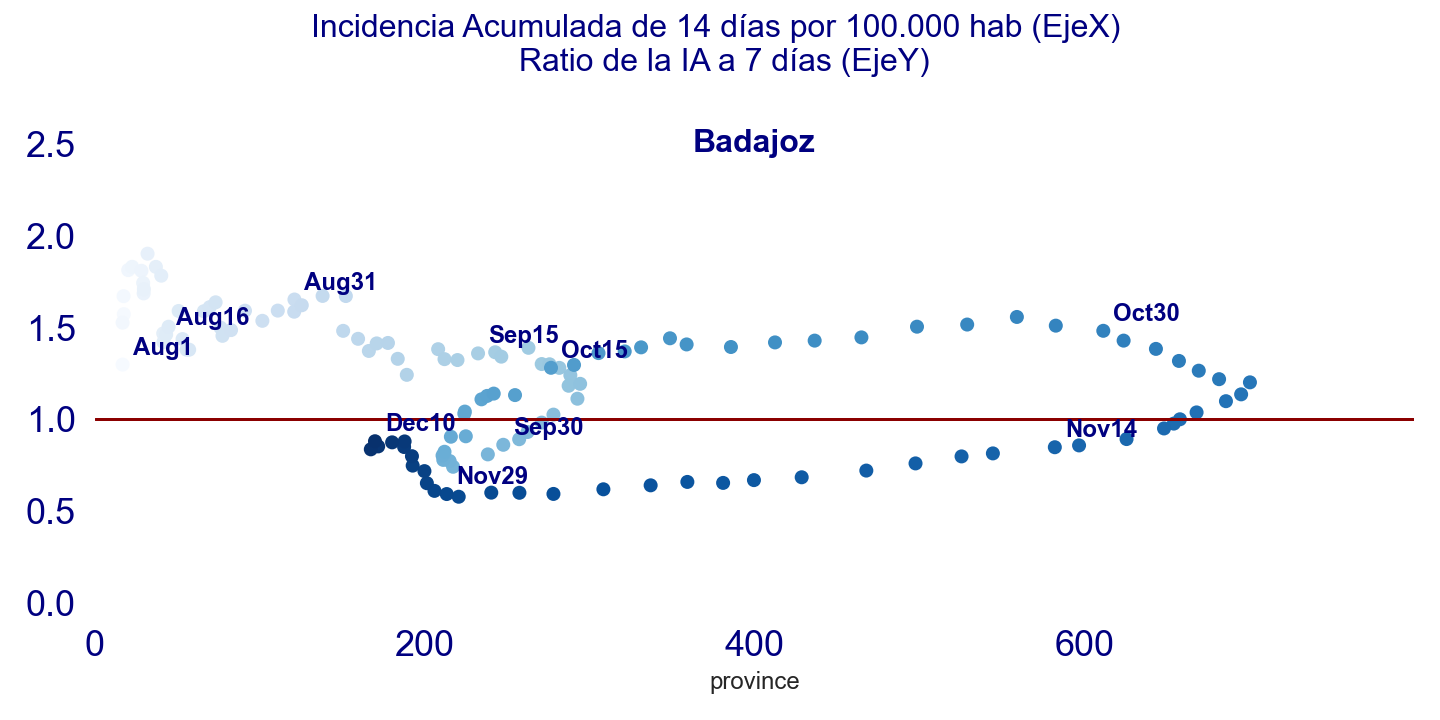 Incidencia Acumulada de 14 días por 100.000 hab (EjeX)
Ratio de la IA a 7 días (EjeY)
Badajoz
2.5
2.0
1.5
1.0
0.5
0.0
Aug31
Aug16
Aug1
Sep15
Oct15
Oct30
Dec10
Sep30
Nov14
Nov29
0
200
400
600
province